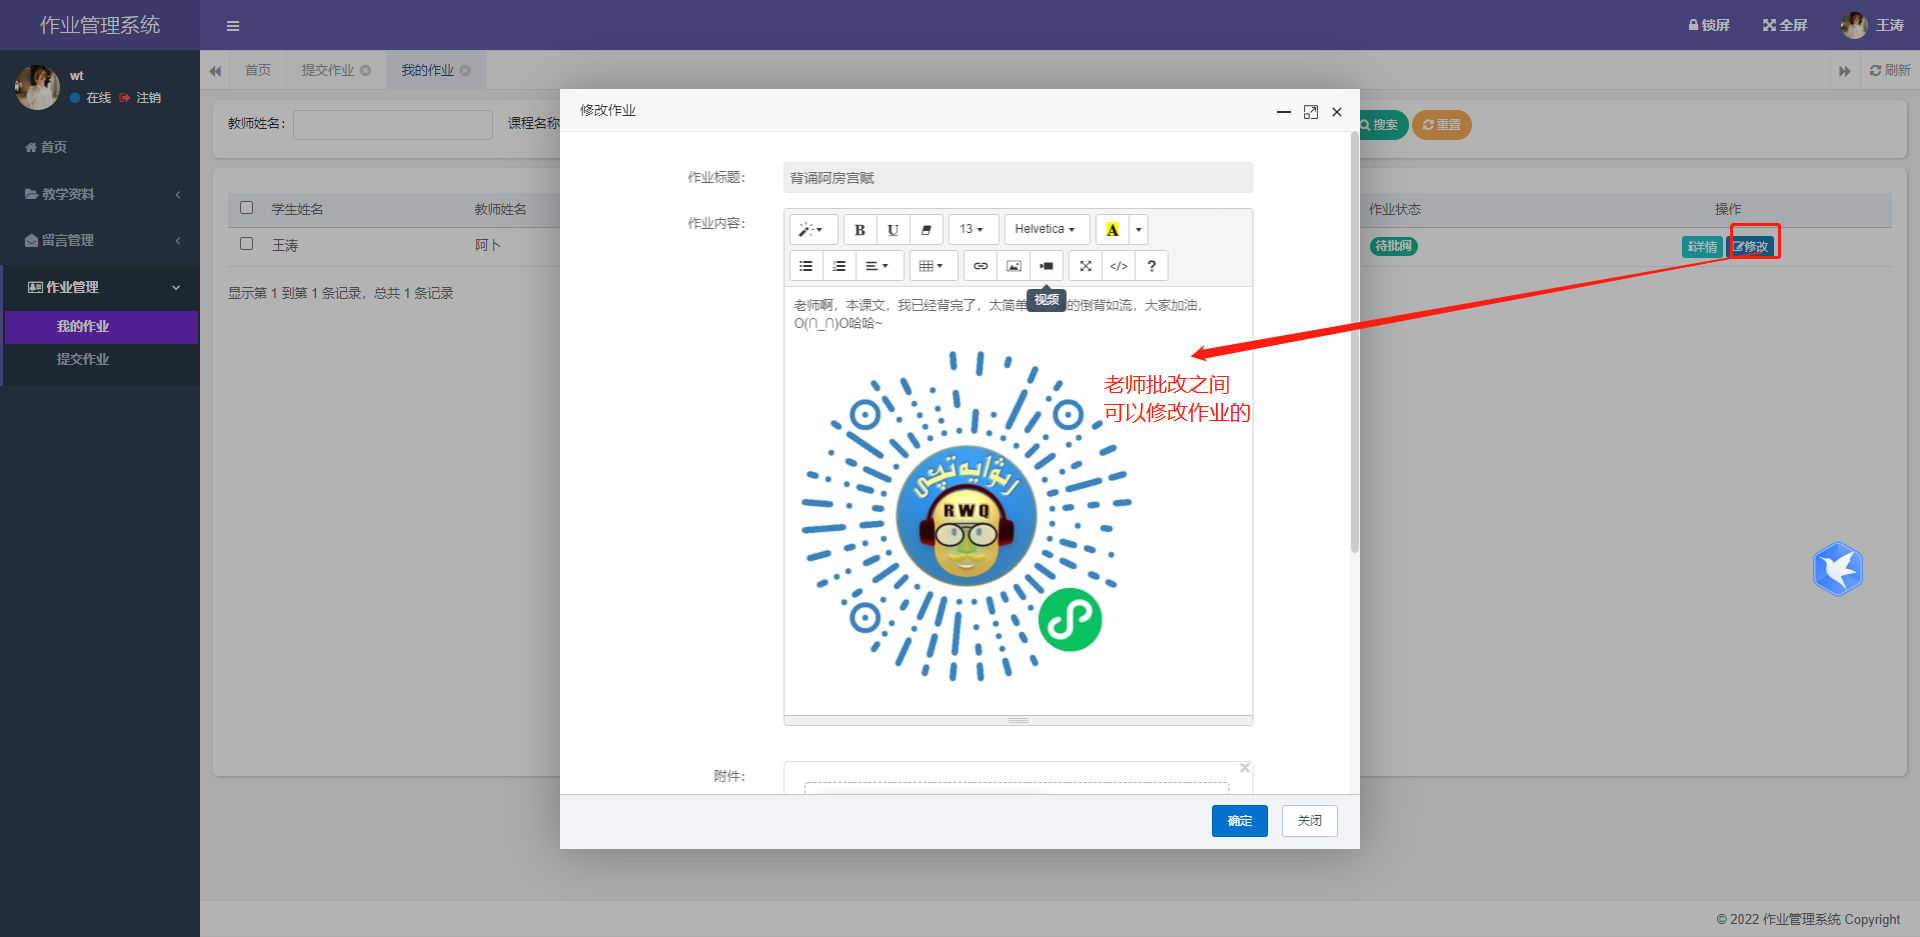 作业管理系统
锁屏
全屏
王涛
wt
在线
注销
首页
提交作业
我的作业
刷新
首页
教学资料
留言管理
作业管理
我的作业
提交作业
教师姓名：
课程名称
搜索
重置
学生姓名
教师姓名
作业状态
操作
王涛
阿卜
待批阅
详情
修改
显示第 1 到第 1 条记录，总共 1 条记录
修改作业
作业标题：
背诵阿房宫赋
作业内容：
B
U
13
Helvetica
A
</>
?
视频
老师啊，本课文，我已经背完了，太简单
的倒背如流，大家加油，
O(∩_∩)O哈哈~
RWQ
老师批改之间
可以修改作业的
附件：
确定
关闭
© 2022 作业管理系统 Copyright